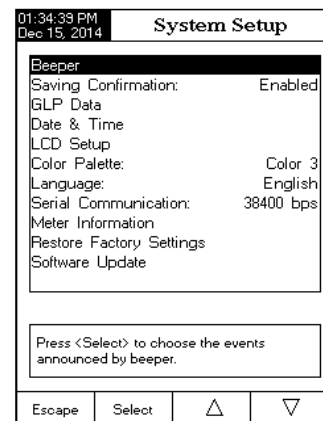 01:34:39 PM
Dec 15, 2014
System Setup
Beeper
Saving Confirmation: Enabled
GLP Data
Date & Time
LCD Setup
Color Palette: Color 3
Language: English
Serial Communication: 38400 bps
Meter Information
Restore Factory Settings
Software Update
Press <Select> to choose the events
announced by beeper.
Escape Select △ ▽